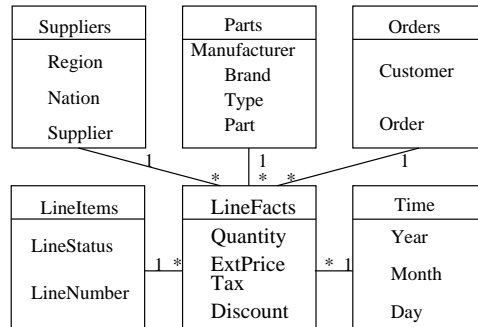 Suppliers
Region
Nation
Supplier
Parts
Manufacturer
Brand
Type
Part
Orders
Customer
Order
1
1
1
*
*
*
LineItems
LineStatus
LineNumber
1 *
LineFacts
Quantity
ExtPrice
Tax
Discount
* 1
Time
Year
Month
Day